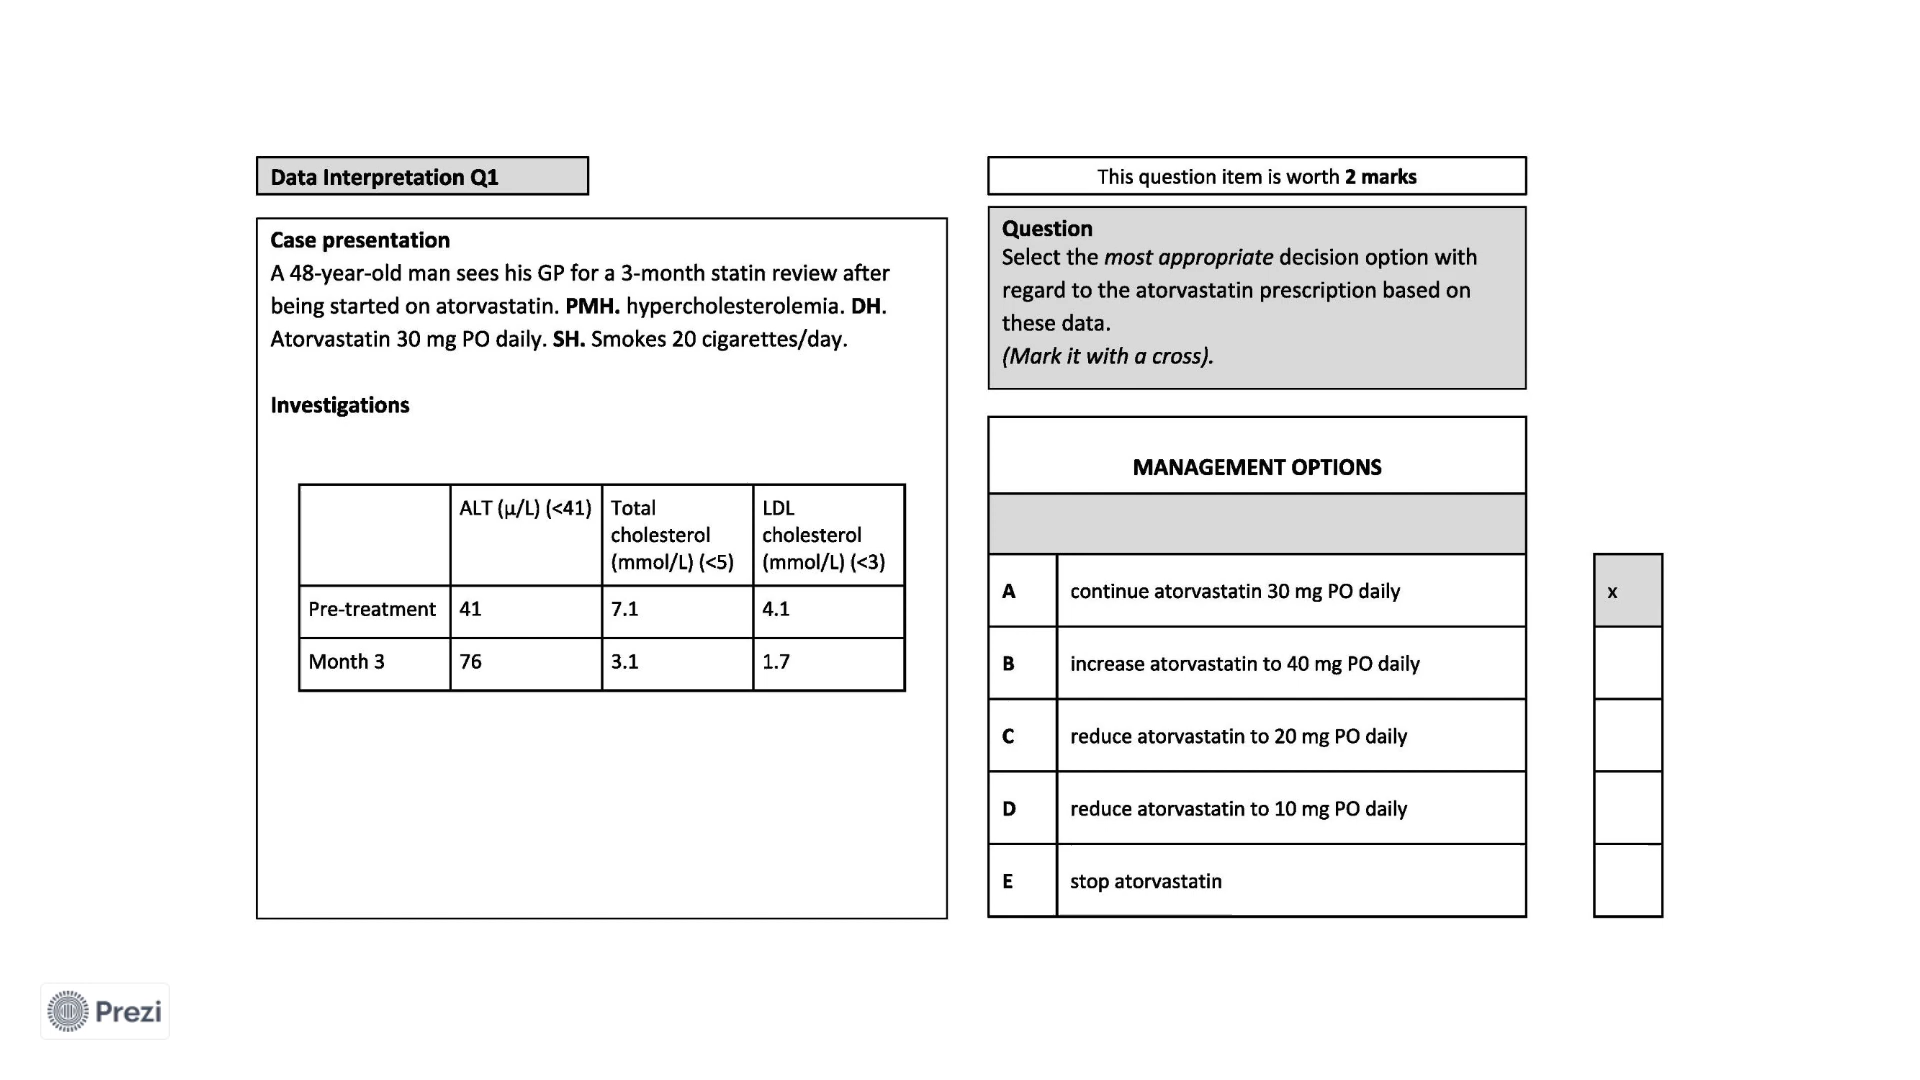 Data Interpretation Q1
This question item is worth 2 marks
Case presentation
A 48-year-old man sees his GP for a 3-month statin review after
being started on atorvastatin. PMH. hypercholesterolemia. DH.
Atorvastatin 30 mg PO daily. SH. Smokes 20 cigarettes/day.
Investigations
ALT (μ/L) (<41)
Total
cholesterol
(mmol/L) (<5)
LDL
cholesterol
(mmol/L) (<3)
Pre-treatment 41 7.1 4.1
Month 3 76 3.1 1.7
Question
Select the most appropriate decision option with
regard to the atorvastatin prescription based on
these data.
(Mark it with a cross).
MANAGEMENT OPTIONS
A continue atorvastatin 30 mg PO daily x
B increase atorvastatin to 40 mg PO daily
C reduce atorvastatin to 20 mg PO daily
D reduce atorvastatin to 10 mg PO daily
E stop atorvastatin
Prezi